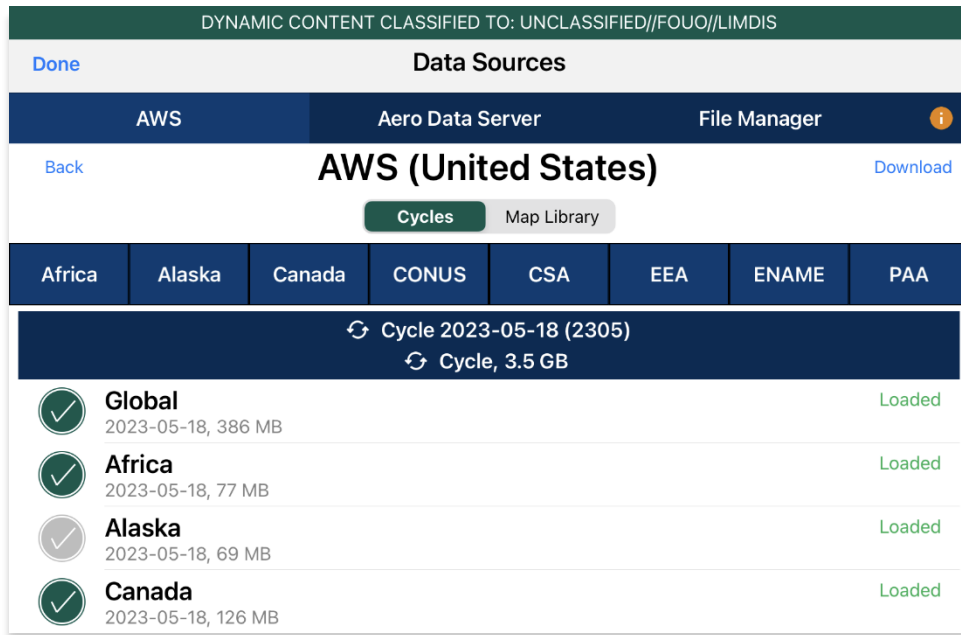 DYNAMIC CONTENT CLASSIFIED TO: UNCLASSIFIED//FOUO//LIMDIS
Done Data Sources
AWS Aero Data Server File Manager i
Back AWS (United States) Download
Cycles Map Library
Africa Alaska Canada CONUS CSA EEA ENAME PAA
Cycle 2023-05-18 (2305)
Cycle, 3.5 GB
Global Loaded
2023-05-18, 386 MB
Africa Loaded
2023-05-18, 77 MB
Alaska Loaded
2023-05-18, 69 MB
Canada Loaded
2023-05-18, 126 MB